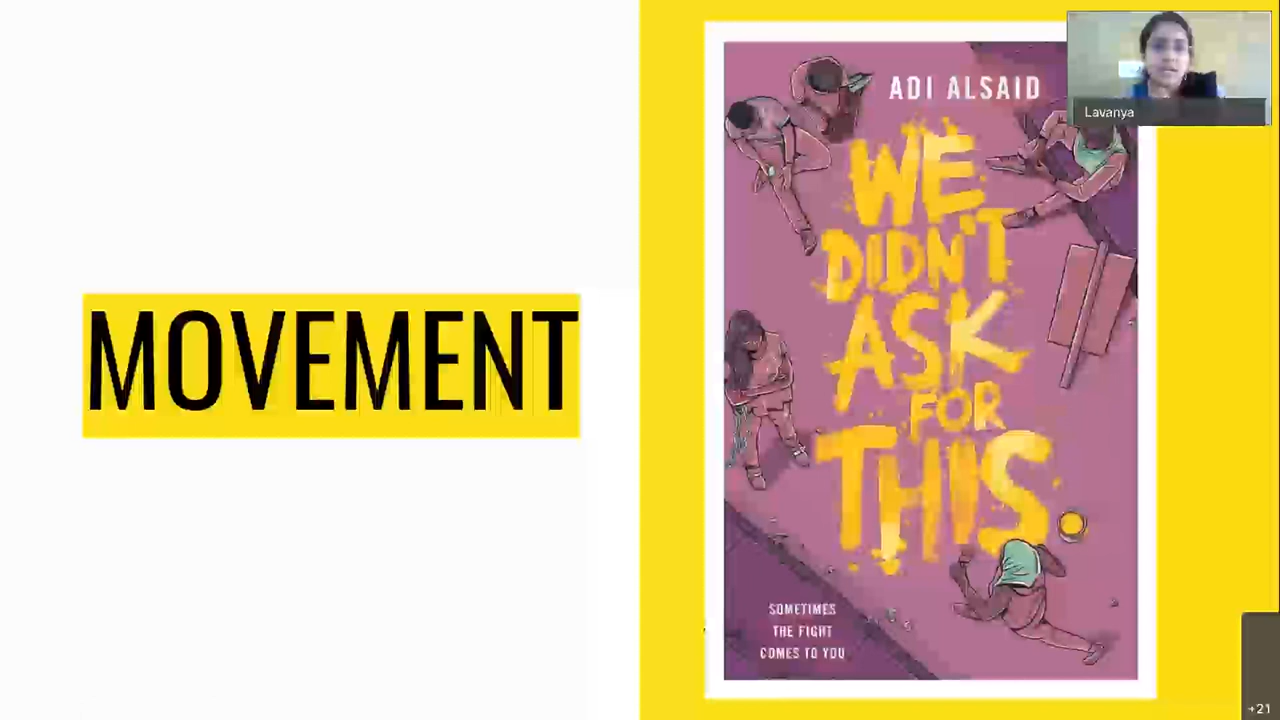 MOVEMENT
ADI ALSAID
WE
DIDN'T
ASK
FOR
THIS
SOMETIMES
THE FIGHT
COMES TO YOU
Lavanya
+21